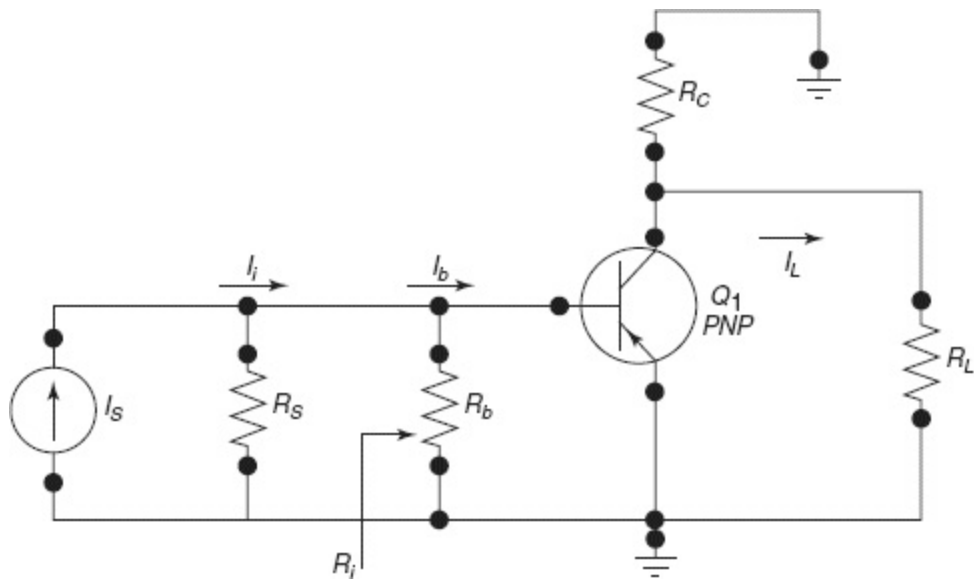 R_C
I_i
I_b
I_L
Q_1
PNP
I_S
R_S
R_b
R_L
R_i